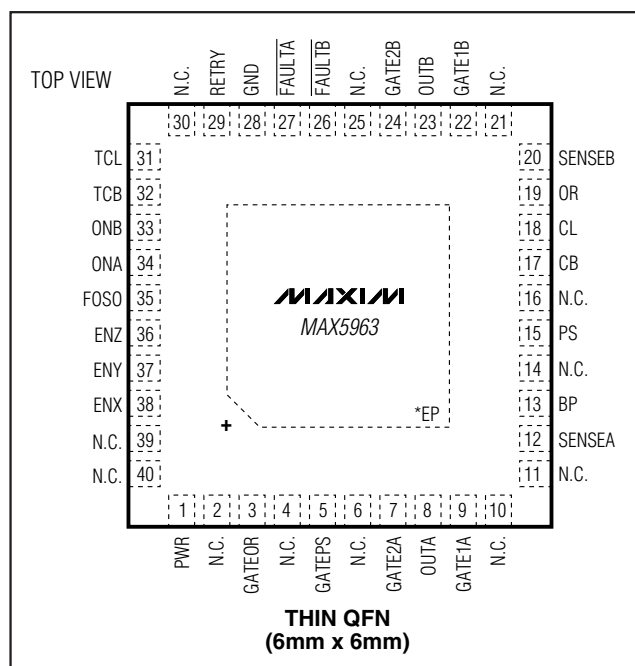 TOP VIEW
N.C.
RETRY
GND
FAULTA
FAULTB
N.C.
GATE2B
OUTB
GATE1B
N.C.
30 29 28 27 26 25 24 23 22 21
TCL 31
TCB 32
ONB 33
ONA 34
FOSO 35
ENZ 36
ENY 37
ENX 38
N.C. 39
N.C. 40
MAXIM
MAX5963
*EP
+
20 SENSEB
19 OR
18 CL
17 CB
16 N.C.
15 PS
14 N.C.
13 BP
12 SENSEA
11 N.C.
1 2 3 4 5 6 7 8 9 10
PWR
N.C.
GATEOR
N.C.
GATEPS
N.C.
GATE2A
OUTA
GATE1A
N.C.
THIN QFN
(6mm x 6mm)